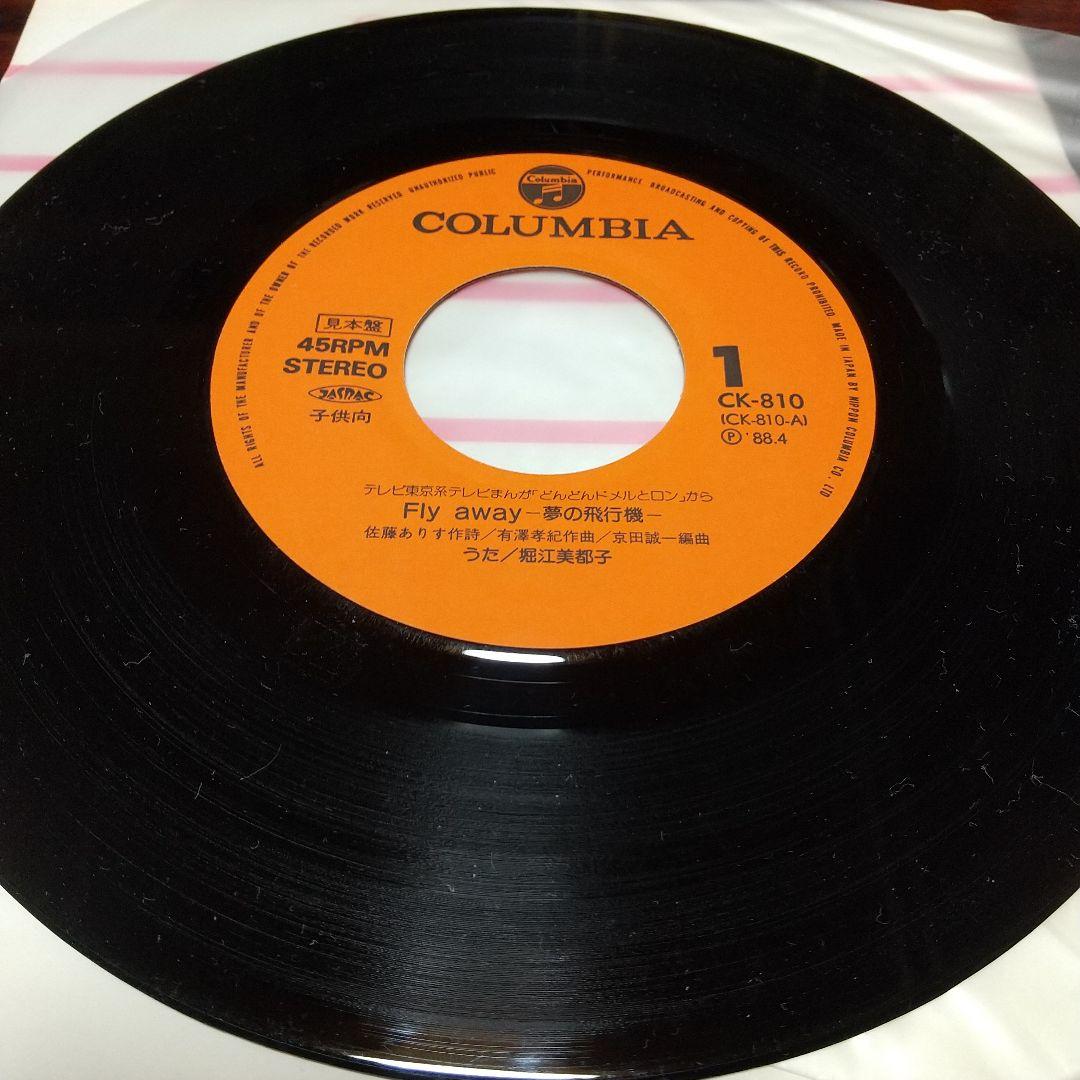 ALL RIGHTS OF THE MANUFACTURER AND OF THE OWNER OF THE RECORDED WORK RESERVED UNAUTHORIZED PUBLIC PERFORMANCE BROADCASTING AND COPYING OF THIS RECORD PROHIBITED. MADE IN JAPAN BY NIPPON COLUMBIA CO., LTD
Columbia
COLUMBIA
見本盤
45RPM
STEREO
JASRAC
子供向
1
CK-810
(CK-810-A)
Ⓟ'88.4
テレビ東京系テレビまんが「どんどんドメルとロン」から
Fly away-夢の飛行機-
佐藤ありす作詩/有澤孝紀作曲/京田誠一編曲
うた/堀江美都子